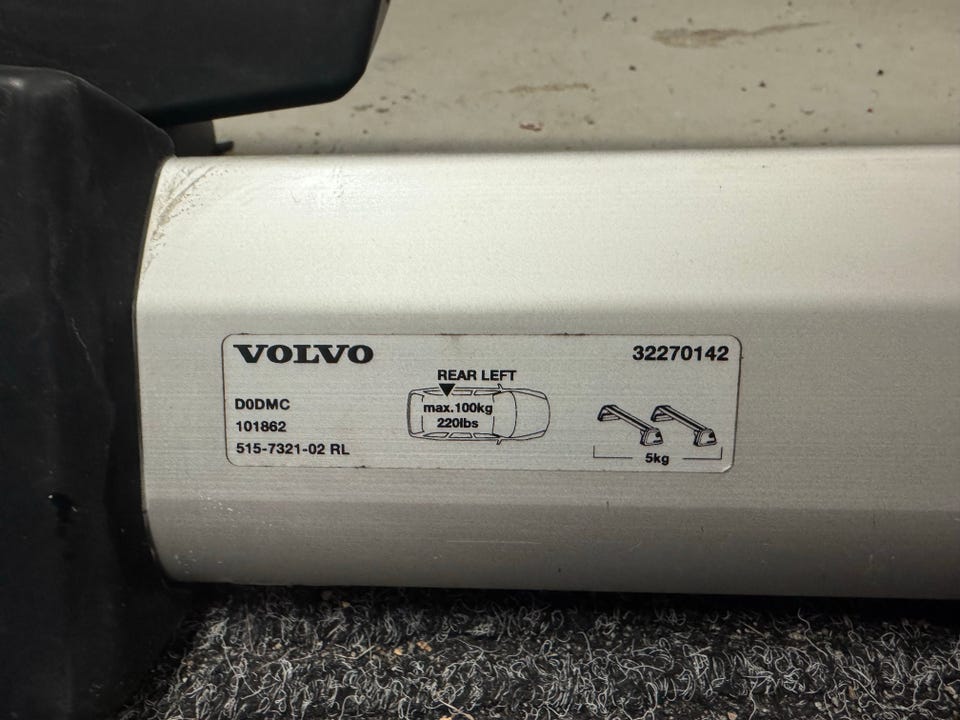 VOLVO 32270142
REAR LEFT
D0DMC
max.100kg
101862
220lbs
515-7321-02 RL
5kg